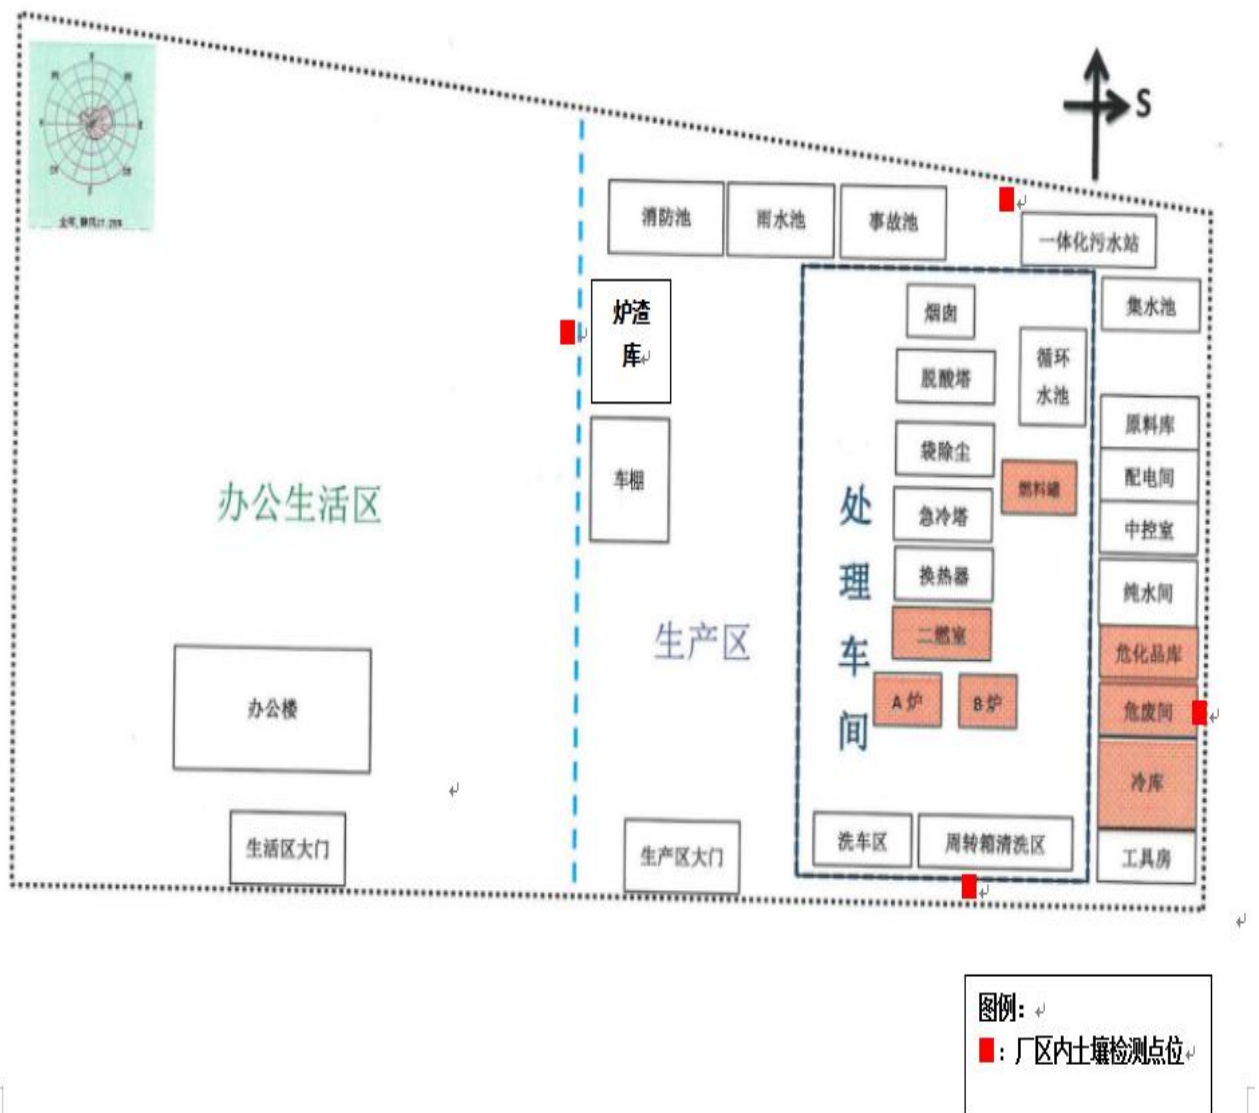 S
消防池
雨水池
事故池
一体化污水站
炉渣
库
烟囱
集水池
脱酸塔
循环
水池
原料库
车棚
袋除尘
配电间
燃料罐
办公生活区
急冷塔
中控室
处
理
车
间
换热器
纯水间
生产区
二燃室
危化品库
办公楼
A 炉
B 炉
危废间
冷库
生活区大门
生产区大门
洗车区
周转箱清洗区
工具房
图例：
：厂区内土壤检测点位